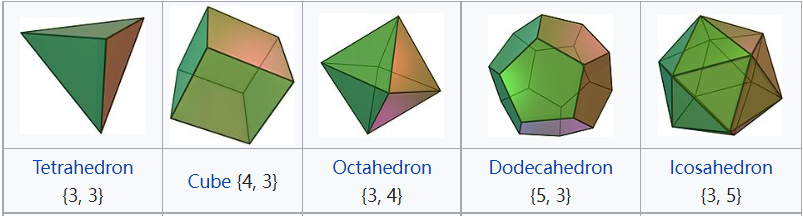 Tetrahedron
{3, 3}
Cube {4, 3}
Octahedron
{3, 4}
Dodecahedron
{5, 3}
Icosahedron
{3, 5}